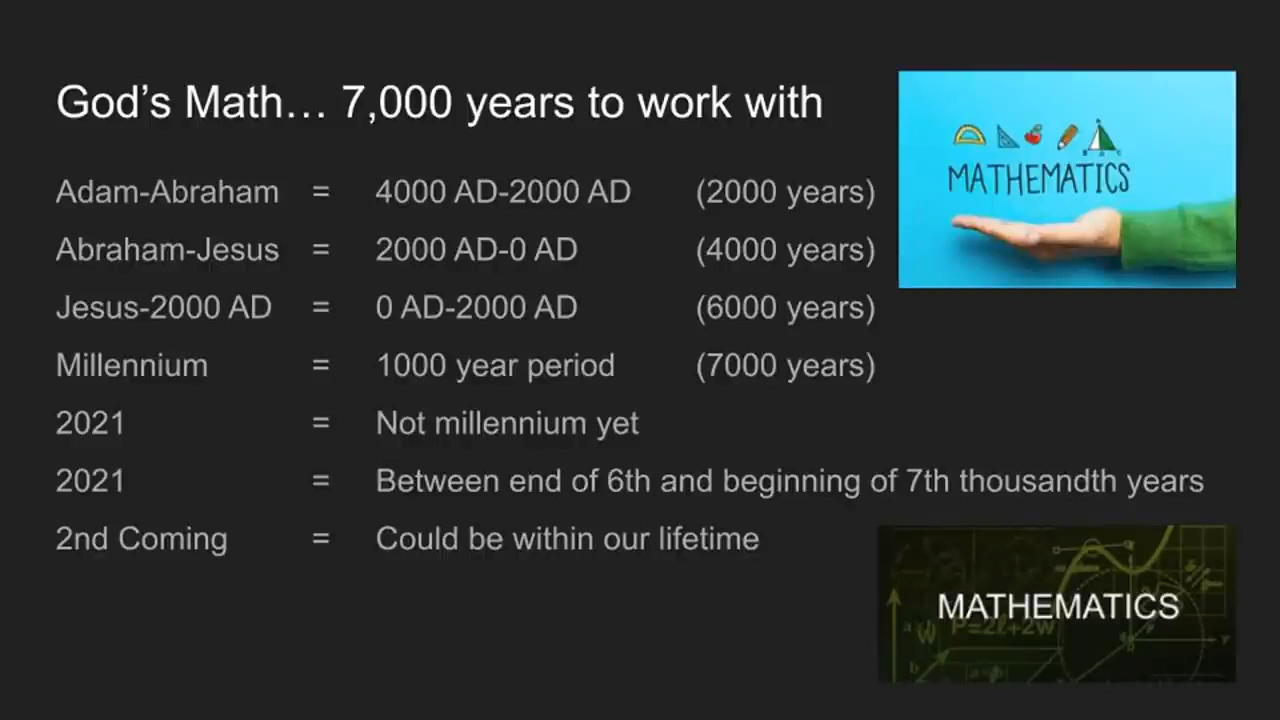 God's Math… 7,000 years to work with
Adam-Abraham = 4000 AD-2000 AD (2000 years)
Abraham-Jesus = 2000 AD-0 AD (4000 years)
Jesus-2000 AD = 0 AD-2000 AD (6000 years)
Millennium = 1000 year period (7000 years)
2021 = Not millennium yet
2021 = Between end of 6th and beginning of 7th thousandth years
2nd Coming = Could be within our lifetime
MATHEMATICS
MATHEMATICS
P=2ℓ+2w